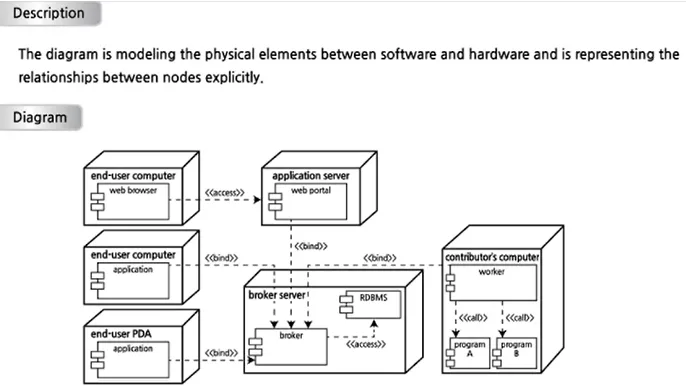 Description
The diagram is modeling the physical elements between software and hardware and is representing the
relationships between nodes explicitly.
Diagram
end-user computer
web browser
<<access>>
application server
web portal
<<bind>>
end-user computer
application
<<bind>>
<<bind>>
contributor's computer
worker
broker server
RDBMS
broker
<<access>>
<<call>>
<<call>>
program
A
program
B
end-user PDA
application
<<bind>>